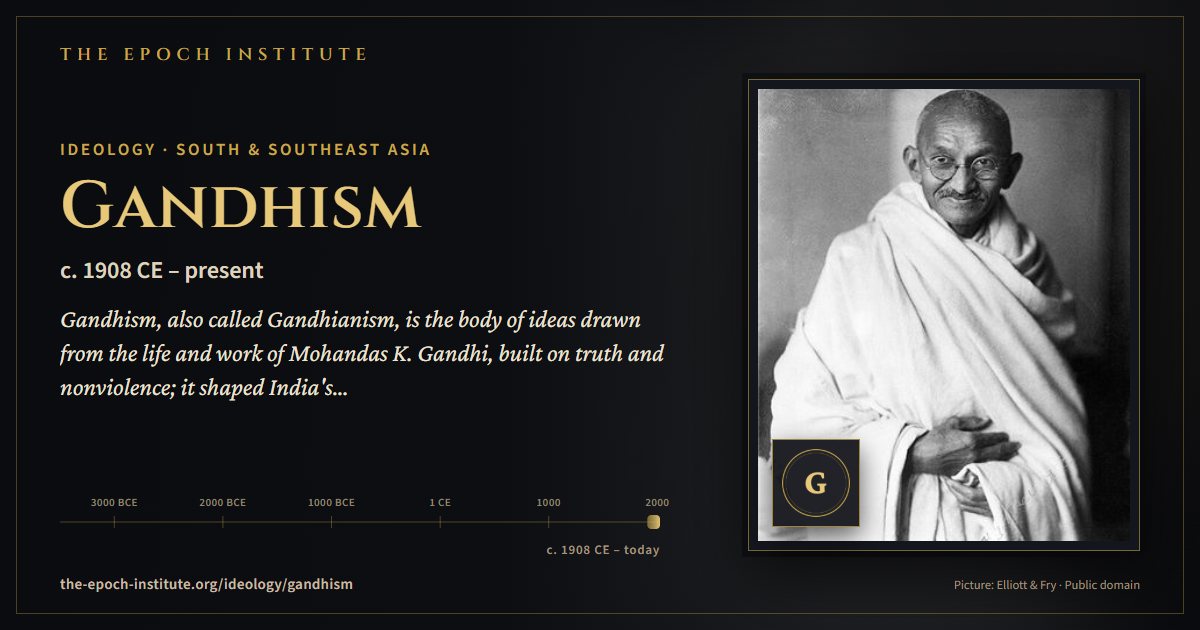 THE EPOCH INSTITUTE
IDEOLOGY · SOUTH & SOUTHEAST ASIA
GANDHISM
c. 1908 CE – present
Gandhism, also called Gandhianism, is the body of ideas drawn
from the life and work of Mohandas K. Gandhi, built on truth and
nonviolence; it shaped India's...
3000 BCE 2000 BCE 1000 BCE 1 CE 1000 2000
c. 1908 CE – today
the-epoch-institute.org/ideology/gandhism
G
Picture: Elliott & Fry · Public domain